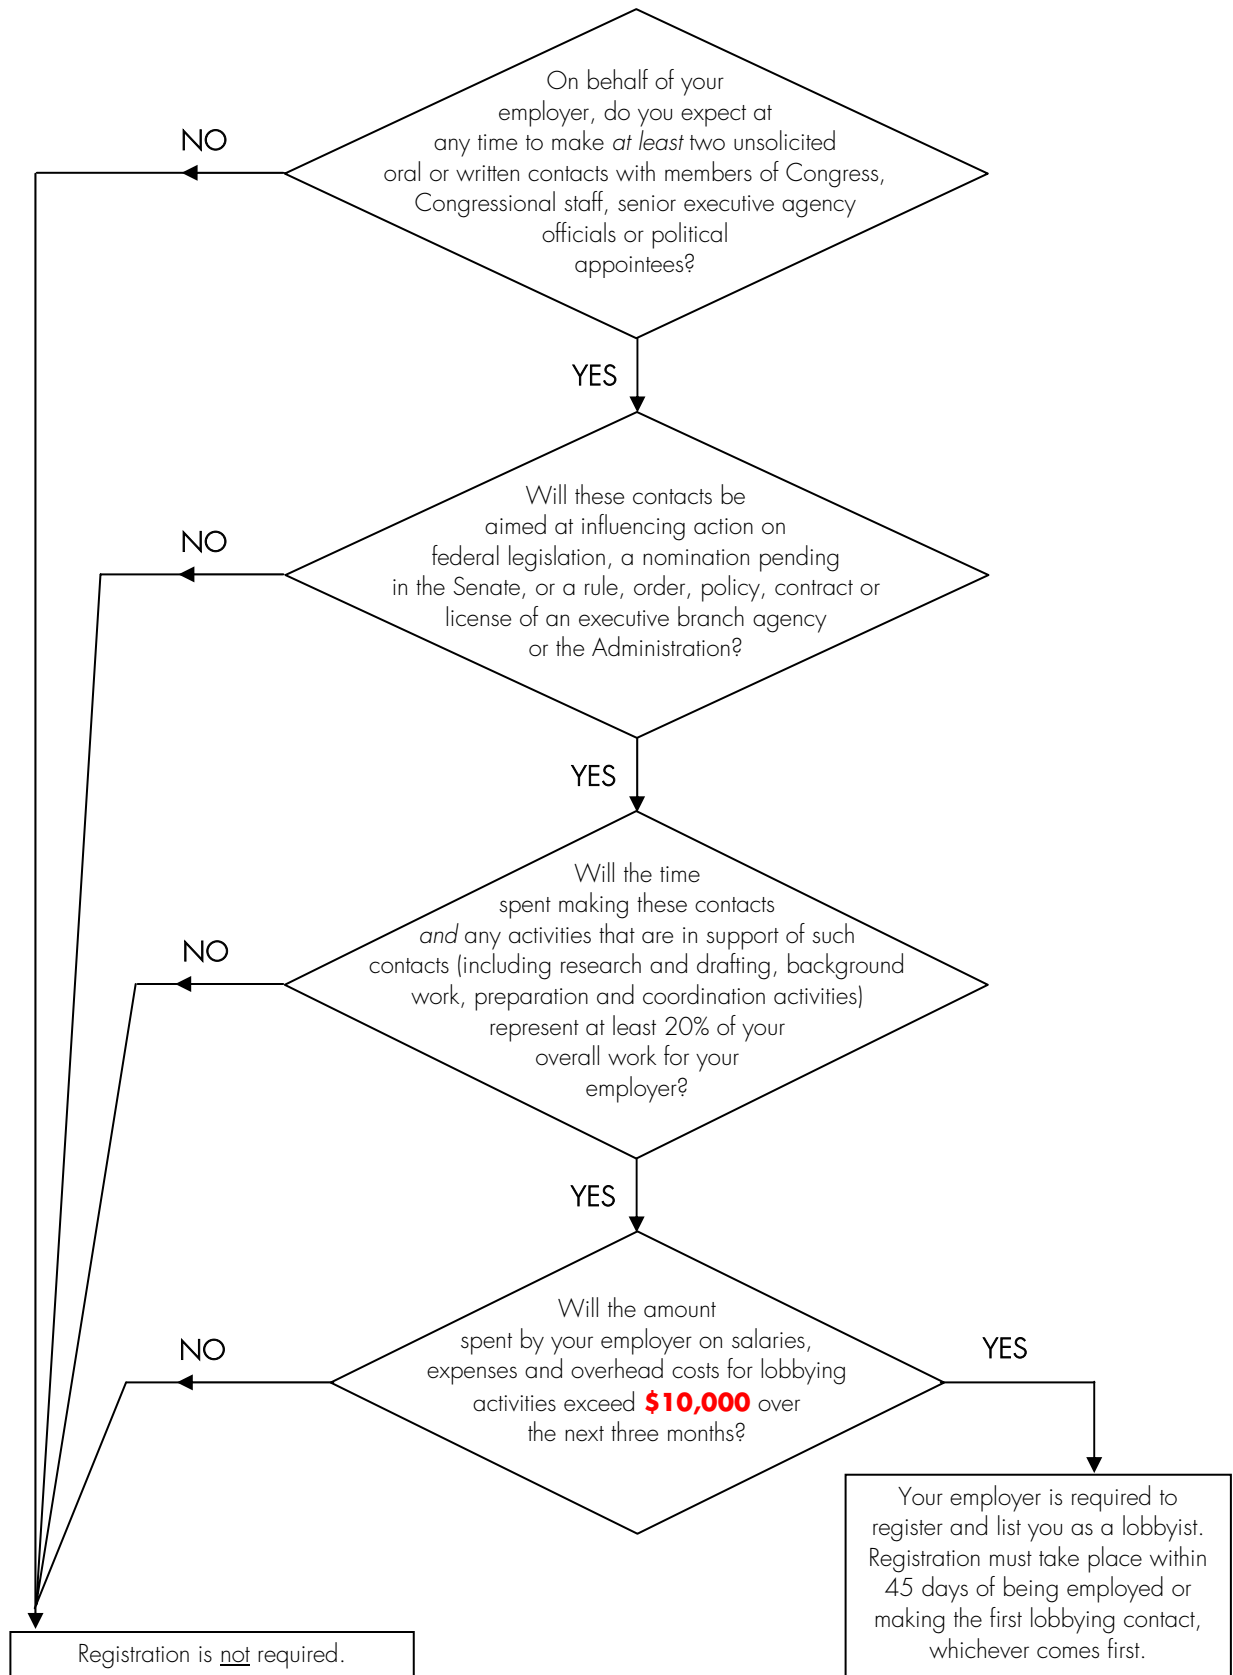 On behalf of your
employer, do you expect at
any time to make at least two unsolicited
oral or written contacts with members of Congress,
Congressional staff, senior executive agency
officials or political
appointees?
NO
YES
Will these contacts be
aimed at influencing action on
federal legislation, a nomination pending
in the Senate, or a rule, order, policy, contract or
license of an executive branch agency
or the Administration?
NO
YES
Will the time
spent making these contacts
and any activities that are in support of such
contacts (including research and drafting, background
work, preparation and coordination activities)
represent at least 20% of your
overall work for your
employer?
NO
YES
Will the amount
spent by your employer on salaries,
expenses and overhead costs for lobbying
activities exceed $10,000 over
the next three months?
NO
YES
Your employer is required to
register and list you as a lobbyist.
Registration must take place within
45 days of being employed or
making the first lobbying contact,
whichever comes first.
Registration is not required.